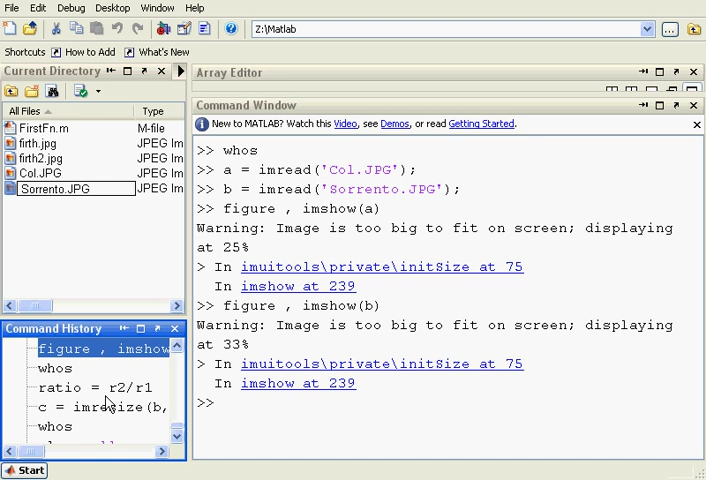 File Edit Debug Desktop Window Help
Z:\Matlab
...
Shortcuts How to Add What's New
Current Directory
All Files Type
FirstFn.m M-file
firth.jpg JPEG Im
firth2.jpg JPEG Im
Col.JPG JPEG Im
Sorrento.JPG JPEG Im
Command History
figure , imshow
whos
ratio = r2/r1
c = imresize(b,
whos
Array Editor
Command Window
New to MATLAB? Watch this Video, see Demos, or read Getting Started.
>> whos
>> a = imread('Col.JPG');
>> b = imread('Sorrento.JPG');
>> figure , imshow(a)
Warning: Image is too big to fit on screen; displaying
at 25%
> In imuitools\private\initSize at 75
In imshow at 239
>> figure , imshow(b)
Warning: Image is too big to fit on screen; displaying
at 33%
> In imuitools\private\initSize at 75
In imshow at 239
>>
Start